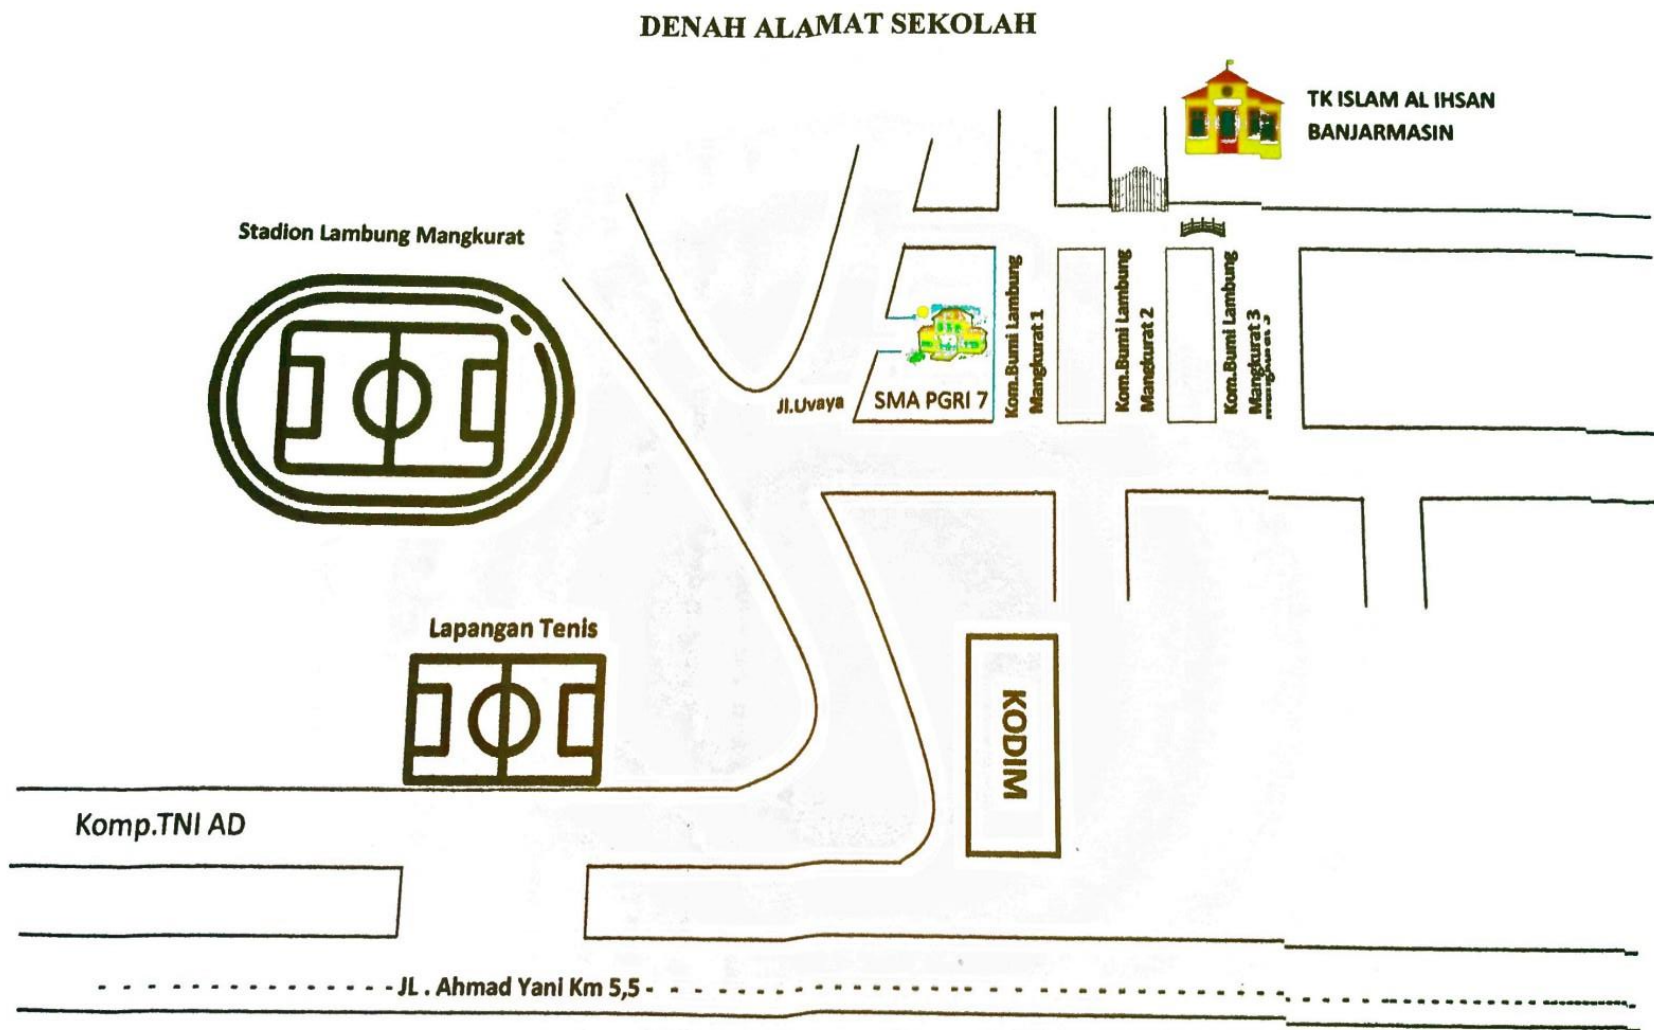 DENAH ALAMAT SEKOLAH
TK ISLAM AL IHSAN
BANJARMASIN
Stadion Lambung Mangkurat
Kom.Bumi Lambung
Mangkurat 1
Kom.Bumi Lambung
Mangkurat 2
Kom.Bumi Lambung
Mangkurat 3
Jl.Uvaya
SMA PGRI 7
Lapangan Tenis
KODIM
Komp.TNI AD
JL . Ahmad Yani Km 5,5